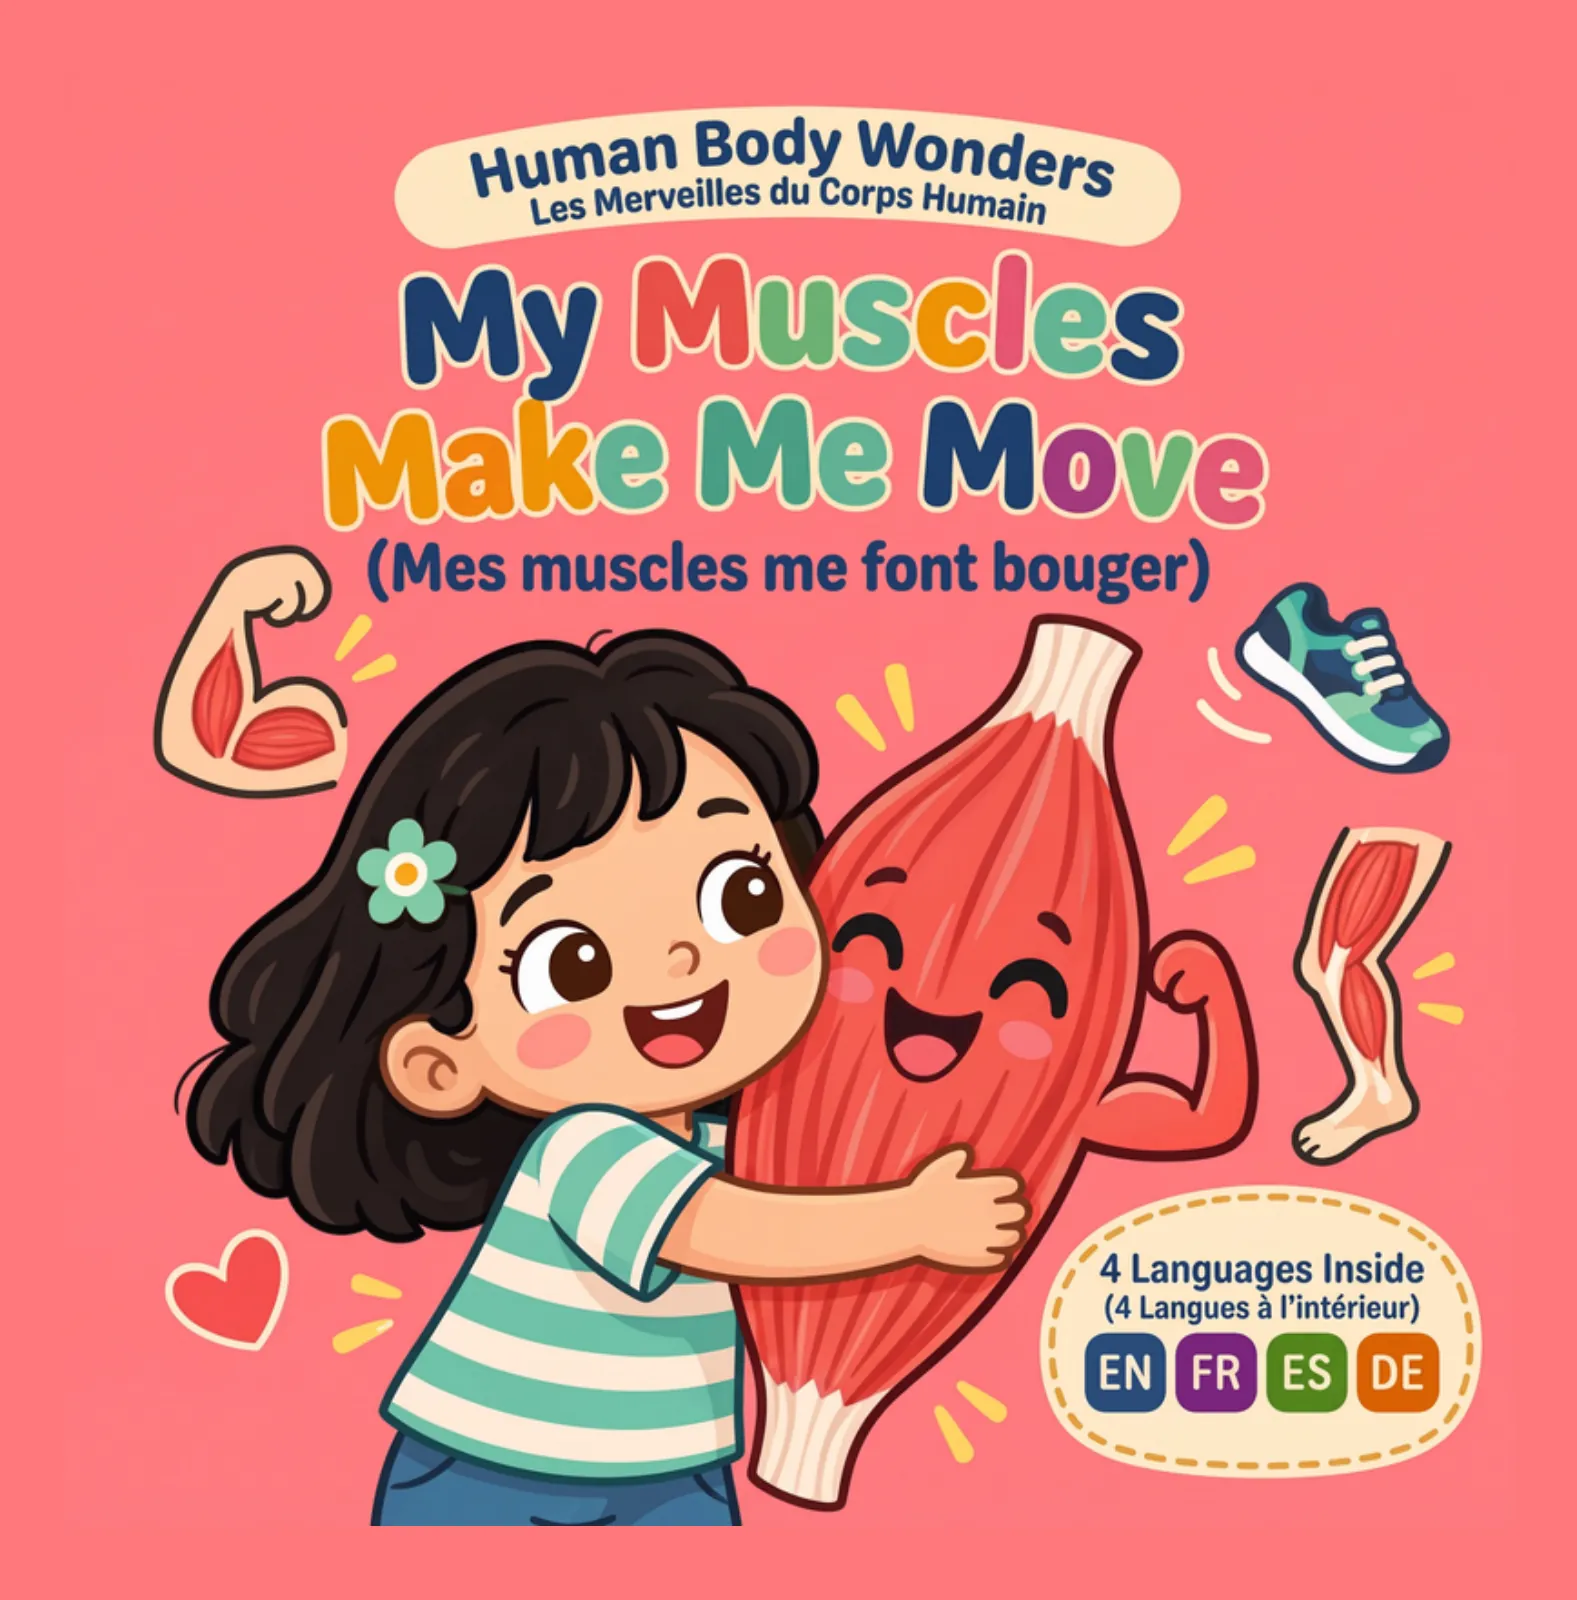 Human Body Wonders
Les Merveilles du Corps Humain
My Muscles
Make Me Move
(Mes muscles me font bouger)
4 Languages Inside
(4 Langues à l'intérieur)
EN FR ES DE